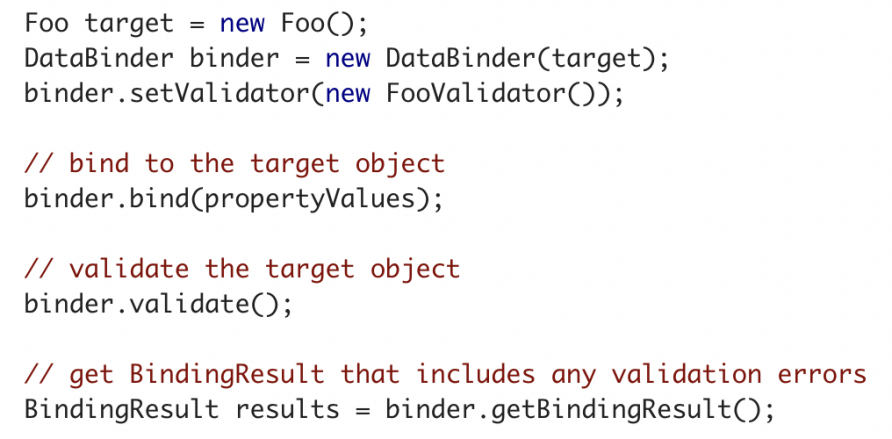 Foo target = new Foo();
DataBinder binder = new DataBinder(target);
binder.setValidator(new FooValidator());
// bind to the target object
binder.bind(propertyValues);
// validate the target object
binder.validate();
// get BindingResult that includes any validation errors
BindingResult results = binder.getBindingResult();